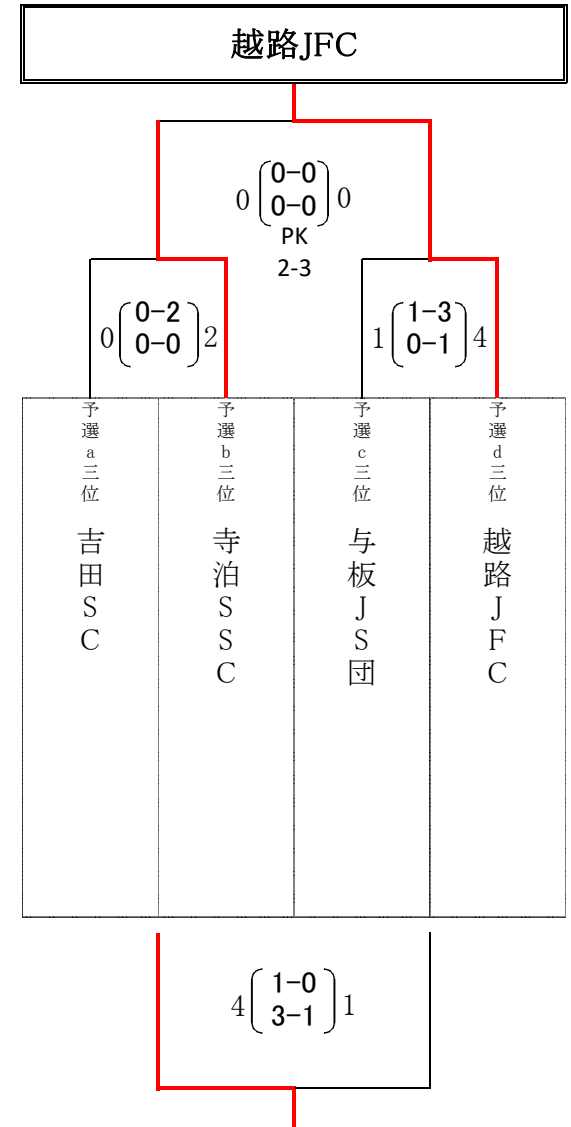 越路JFC
0 0-0 0
0-0
PK
2-3
0 0-2 2
0-0
1 1-3 4
0-1
予選a三位 吉田SC
予選b三位 寺泊SSC
予選c三位 与板JS団
予選d三位 越路JFC
4 1-0 1
3-1